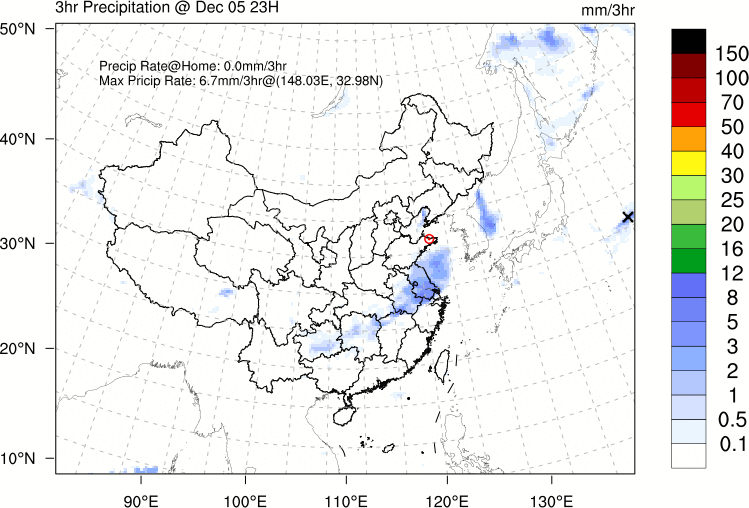 3hr Precipitation @ Dec 05 23H
mm/3hr
Precip Rate@Home: 0.0mm/3hr
Max Pricip Rate: 6.7mm/3hr@(148.03E, 32.98N)
50°N
40°N
30°N
20°N
10°N
90°E
100°E
110°E
120°E
130°E
150
100
70
50
40
30
25
20
16
12
8
5
3
2
1
0.5
0.1